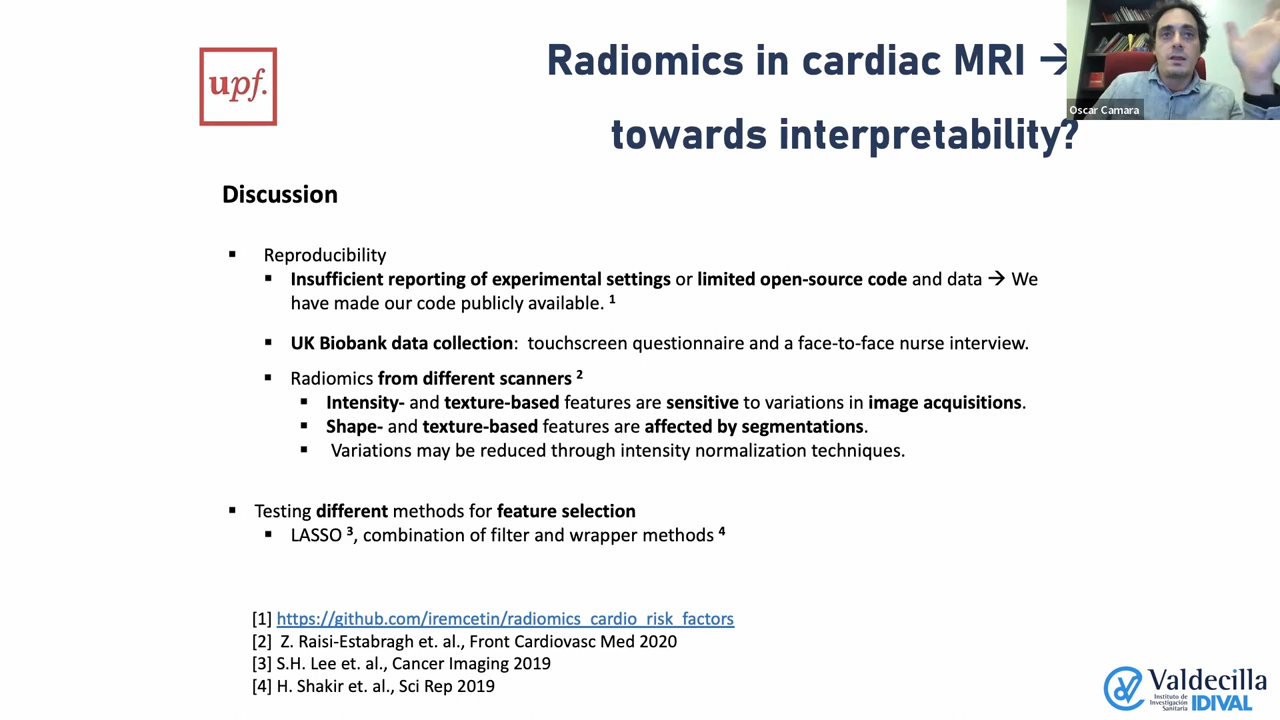 upf.
Radiomics in cardiac MRI →
towards interpretability?
Oscar Camara
Discussion
▪ Reproducibility
▪ Insufficient reporting of experimental settings or limited open-source code and data → We
have made our code publicly available. 1
▪ UK Biobank data collection: touchscreen questionnaire and a face-to-face nurse interview.
▪ Radiomics from different scanners 2
▪ Intensity- and texture-based features are sensitive to variations in image acquisitions.
▪ Shape- and texture-based features are affected by segmentations.
▪ Variations may be reduced through intensity normalization techniques.
▪ Testing different methods for feature selection
▪ LASSO 3, combination of filter and wrapper methods 4
[1] https://github.com/iremcetin/radiomics_cardio_risk_factors
[2] Z. Raisi-Estabragh et. al., Front Cardiovasc Med 2020
[3] S.H. Lee et. al., Cancer Imaging 2019
[4] H. Shakir et. al., Sci Rep 2019
Valdecilla
Instituto de
Investigación
Sanitaria
IDIVAL